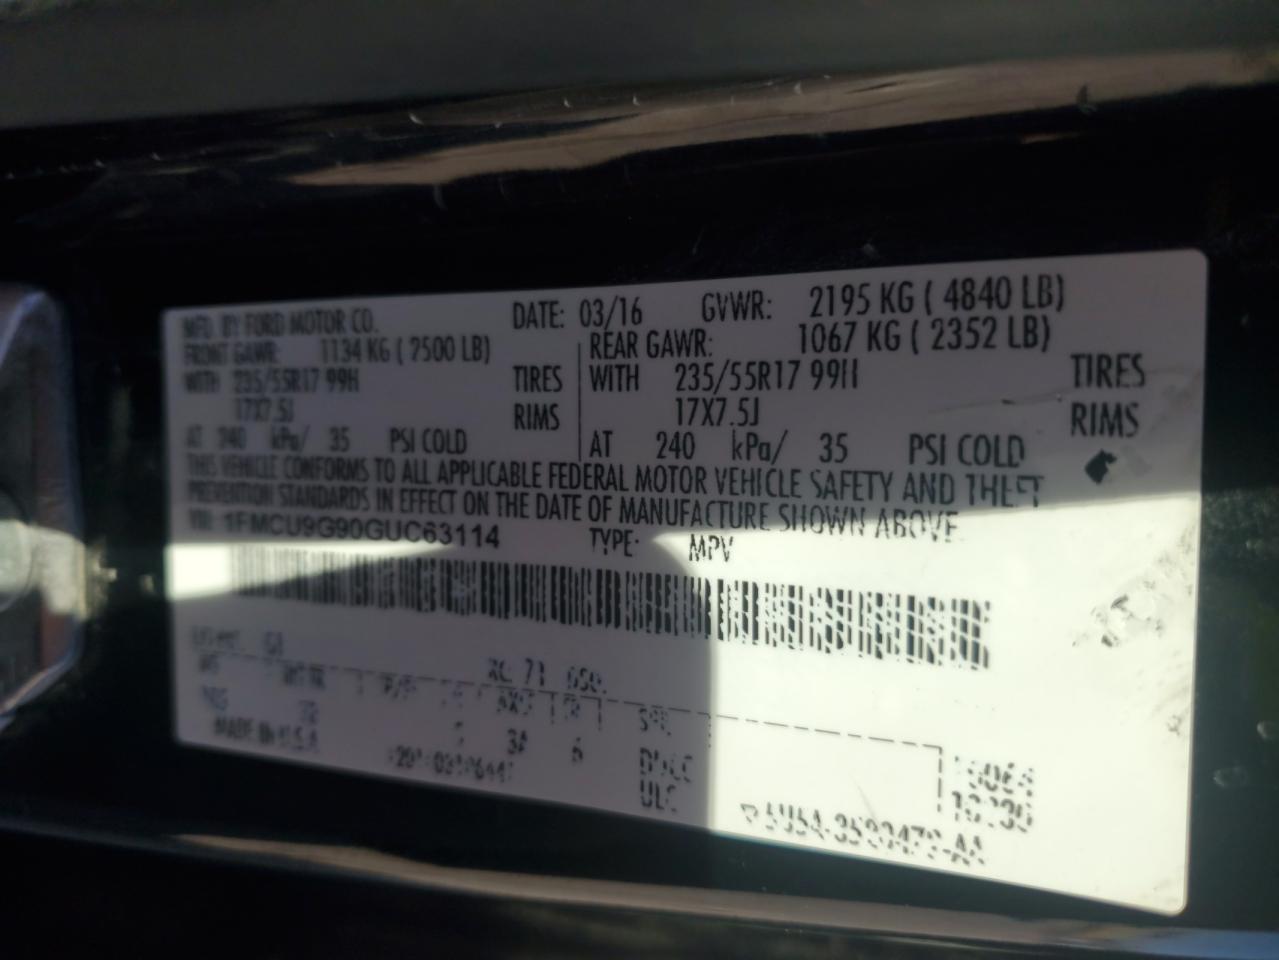 MFD. BY FORD MOTOR CO. DATE: 03/16 GVWR: 2195 KG ( 4840 LB)
FRONT GAWR: 1134 KG ( 2500 LB) REAR GAWR: 1067 KG ( 2352 LB)
WITH 235/55R17 99H TIRES WITH 235/55R17 99H TIRES
17X7.5J RIMS 17X7.5J RIMS
AT 240 kPa/ 35 PSI COLD AT 240 kPa/ 35 PSI COLD
THIS VEHICLE CONFORMS TO ALL APPLICABLE FEDERAL MOTOR VEHICLE SAFETY AND THEFT
PREVENTION STANDARDS IN EFFECT ON THE DATE OF MANUFACTURE SHOWN ABOVE.
VIN: 1FMCU9G90GUC63114 TYPE: MPV
MADE IN U.S.A.